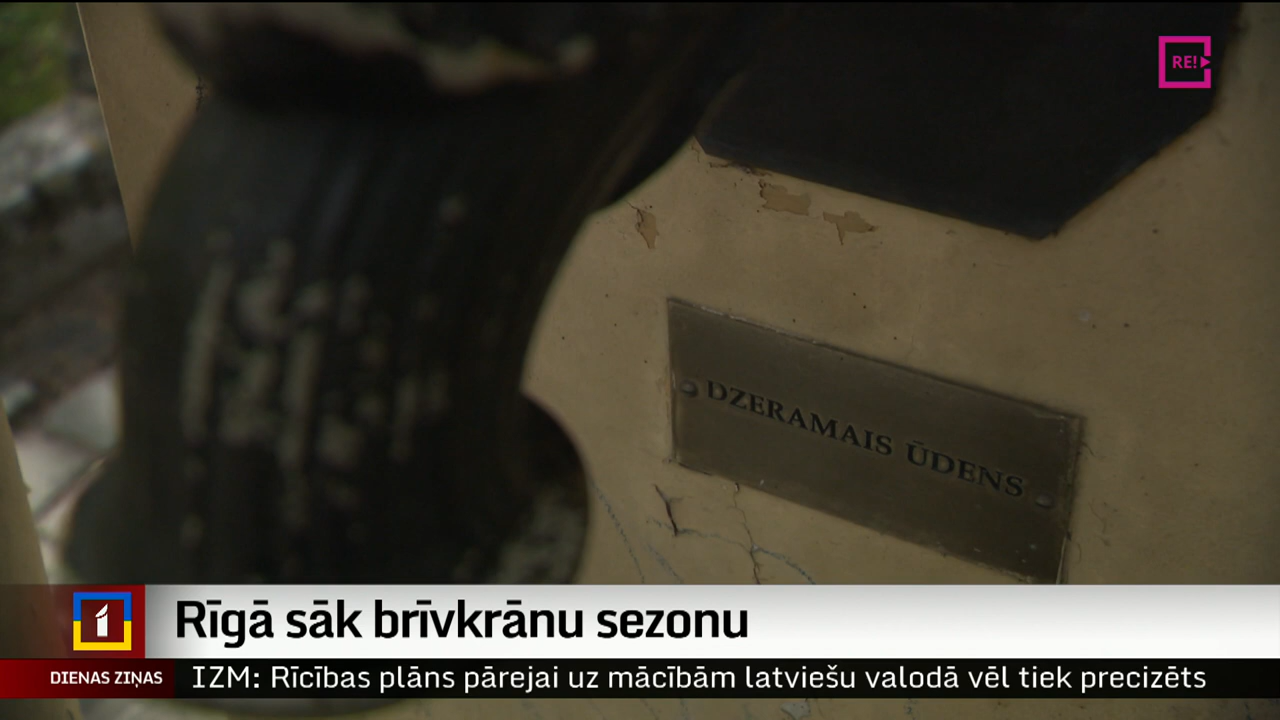 RE!
DZERAMAIS ŪDENS
1
Rīgā sāk brīvkrānu sezonu
DIENAS ZIŅAS
IZM: Rīcības plāns pārejai uz mācībām latviešu valodā vēl tiek precizēts